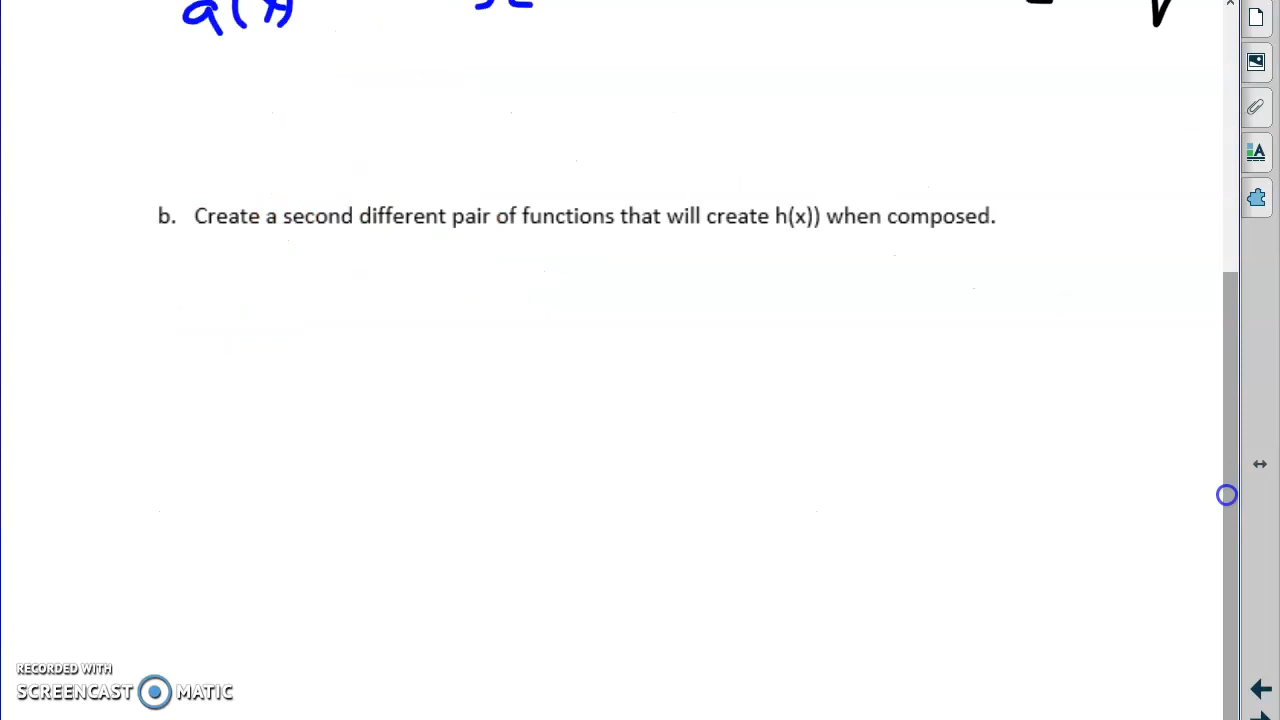 g(x)
b. Create a second different pair of functions that will create h(x)) when composed.
RECORDED WITH
SCREENCAST MATIC